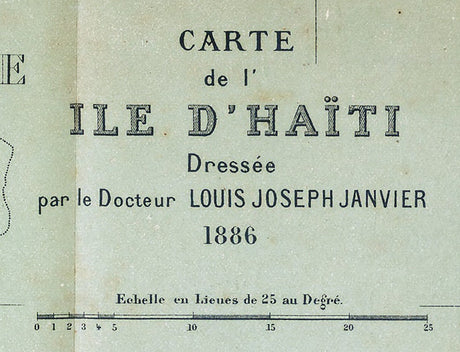 CARTE
de l'
ILE D'HAÏTI
Dressée
par le Docteur LOUIS JOSEPH JANVIER
1886
Echelle en Lieues de 25 au Degré.
0 1 2 3 4 5 10 15 20 25
E